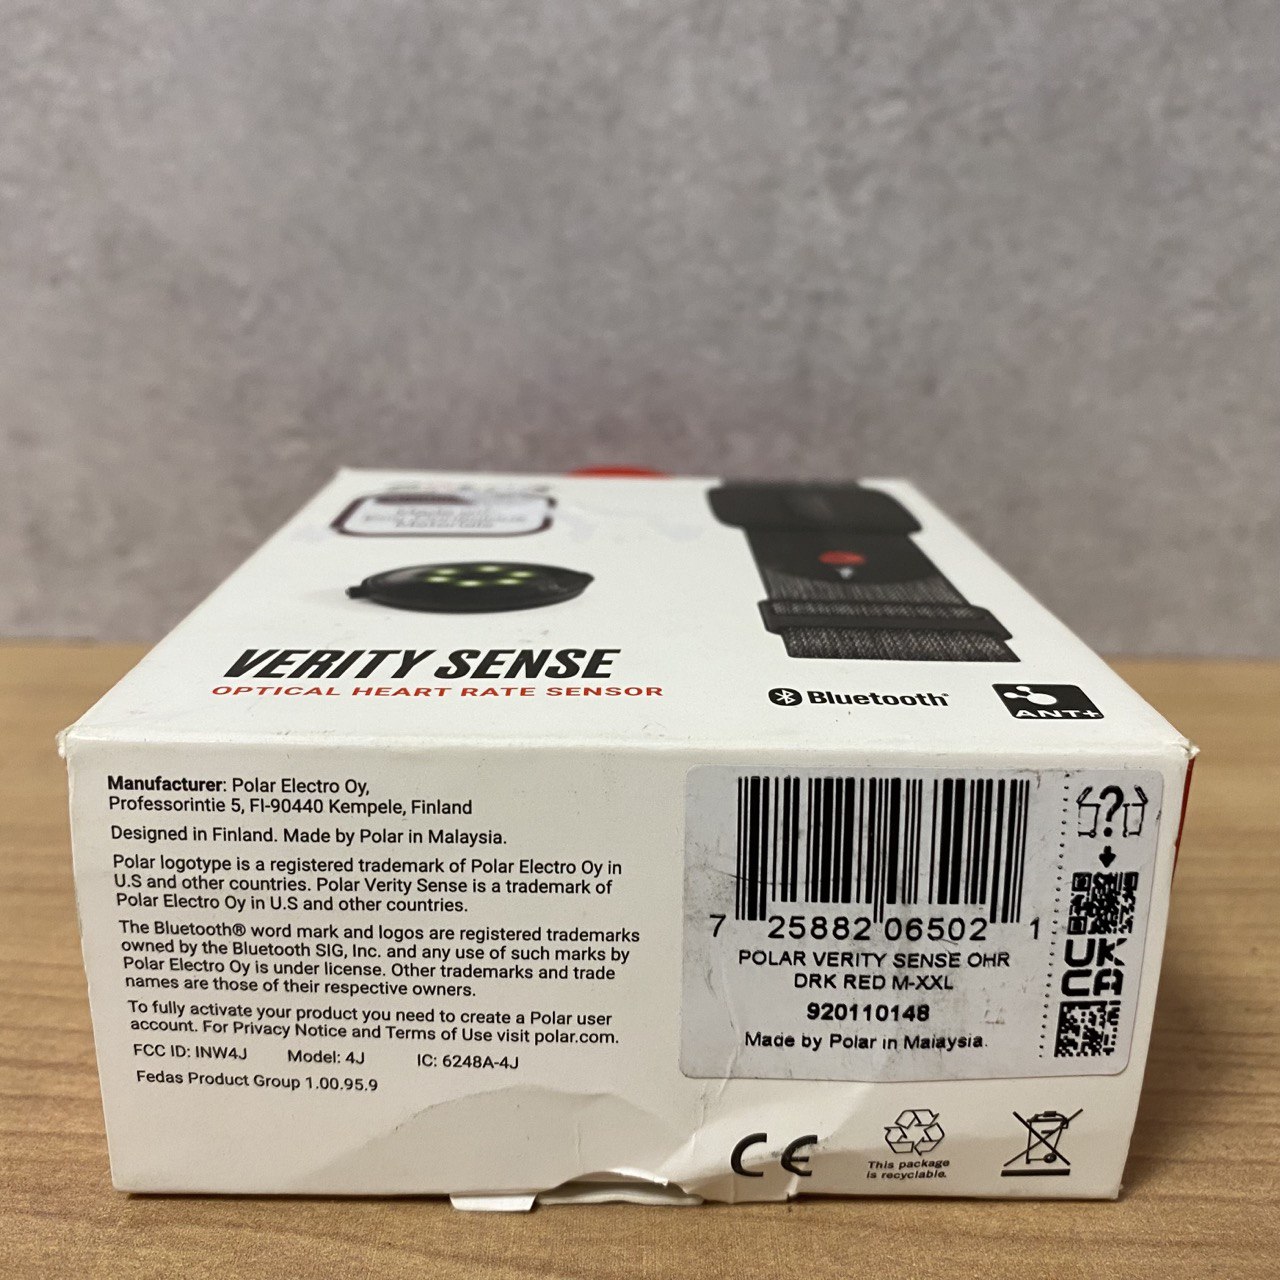 VERITY SENSE
OPTICAL HEART RATE SENSOR
Bluetooth®
ANT+
Manufacturer: Polar Electro Oy,
Professorintie 5, FI-90440 Kempele, Finland
Designed in Finland. Made by Polar in Malaysia.
Polar logotype is a registered trademark of Polar Electro Oy in
U.S and other countries. Polar Verity Sense is a trademark of
Polar Electro Oy in U.S and other countries.
The Bluetooth® word mark and logos are registered trademarks
owned by the Bluetooth SIG, Inc. and any use of such marks by
Polar Electro Oy is under license. Other trademarks and trade
names are those of their respective owners.
To fully activate your product you need to create a Polar user
account. For Privacy Notice and Terms of Use visit polar.com.
FCC ID: INW4J Model: 4J IC: 6248A-4J
Fedas Product Group 1.00.95.9
7 25882 06502 1
POLAR VERITY SENSE OHR
DRK RED M-XXL
920110148
Made by Polar in Malaysia.
?
UK
CA
CE
This package
is recyclable.